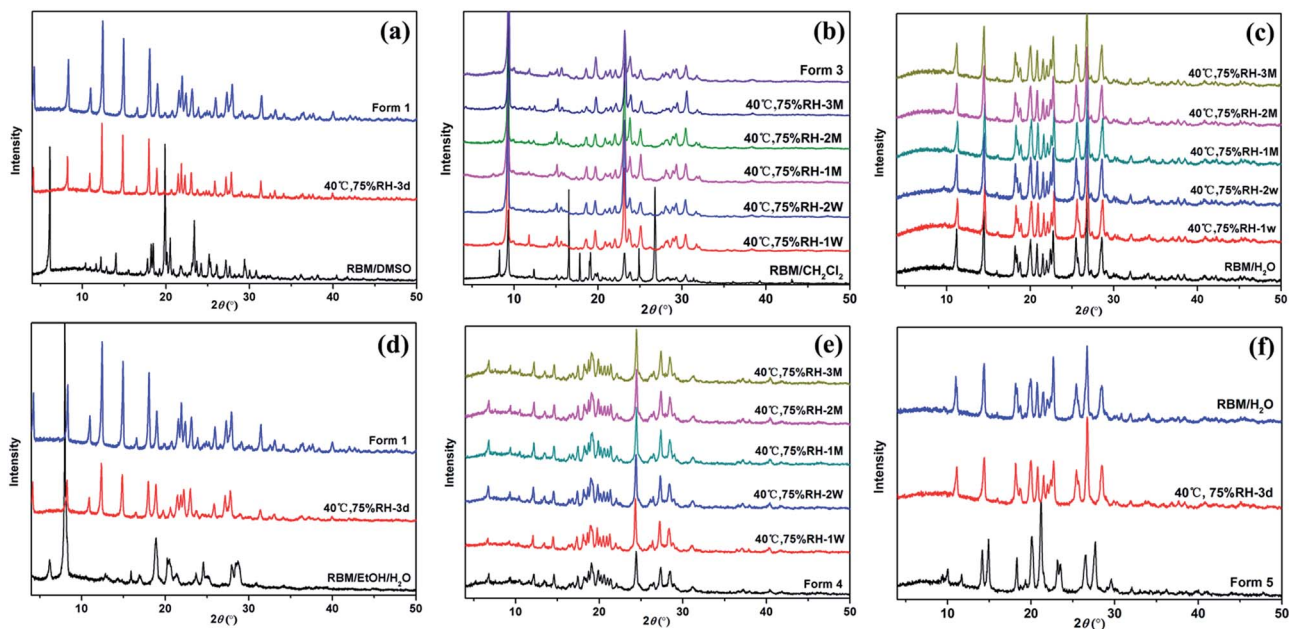 (a)
Intensity
Form 1
40℃,75%RH-3d
RBM/DMSO
10 20 30 40 50
2θ(°)
(b)
Intensity
Form 3
40℃,75%RH-3M
40℃,75%RH-2M
40℃,75%RH-1M
40℃,75%RH-2W
40℃,75%RH-1W
RBM/CH₂Cl₂
10 20 30 40 50
2θ(°)
(c)
Intensity
40℃,75%RH-3M
40℃,75%RH-2M
40℃,75%RH-1M
40℃,75%RH-2w
40℃,75%RH-1w
RBM/H₂O
10 20 30 40 50
2θ(°)
(d)
Intensity
Form 1
40℃,75%RH-3d
RBM/EtOH/H₂O
10 20 30 40 50
2θ(°)
(e)
Intensity
40℃,75%RH-3M
40℃,75%RH-2M
40℃,75%RH-1M
40℃,75%RH-2W
40℃,75%RH-1W
Form 4
10 20 30 40 50
2θ(°)
(f)
Intensity
RBM/H₂O
40℃, 75%RH-3d
Form 5
10 20 30 40 50
2θ(°)